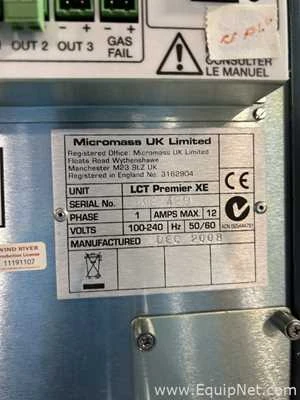 OUT 2
OUT 3
GAS
FAIL
CONSULTER
LE MANUEL
Micromass UK Limited
Registered Office: Micromass UK Limited
Floats Road Wythenshawe
Manchester M23 9LZ UK
Registered in England No. 3162904
UNIT LCT Premier XE
SERIAL No.
PHASE 1 AMPS MAX. 12
VOLTS 100-240 Hz 50/60
MANUFACTURED DEC 2008
WIND RIVER
11191107
www.EquipNet.com